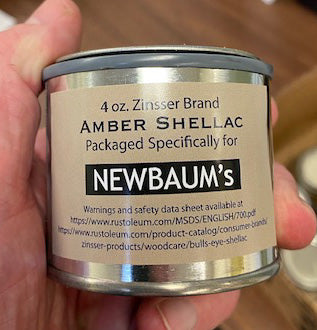 4 oz. Zinsser Brand
AMBER SHELLAC
Packaged Specifically for
NEWBAUM's
Warnings and safety data sheet available at
https://www.rustoleum.com/MSDS/ENGLISH/700.pdf
https://www.rustoleum.com/product-catalog/consumer-brands/
zinsser-products/woodcare/bulls-eye-shellac